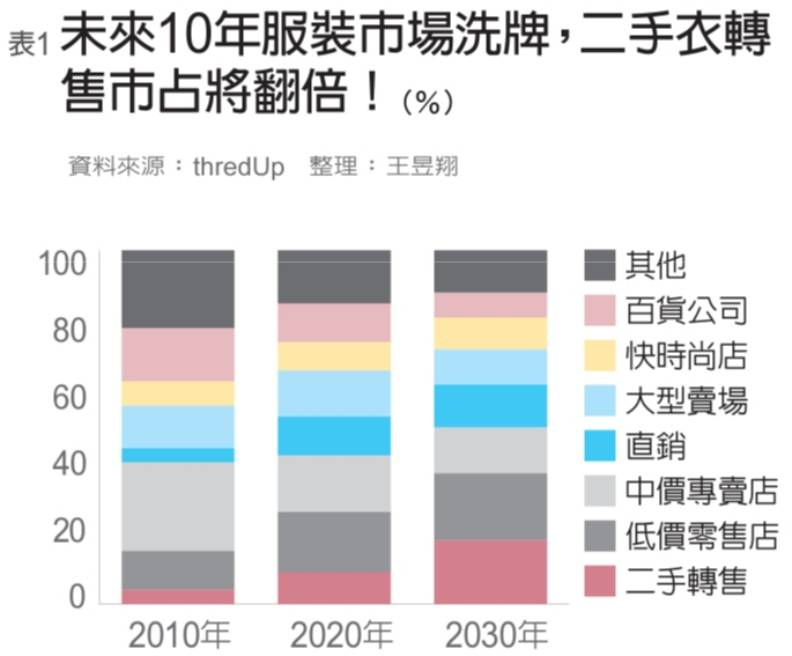 表1 未來10年服裝市場洗牌，二手衣轉
售市占將翻倍！（%）
資料來源：thredUp 整理：王昱翔
100
80
60
40
20
0
2010年 2020年 2030年
其他
百貨公司
快時尚店
大型賣場
直銷
中價專賣店
低價零售店
二手轉售